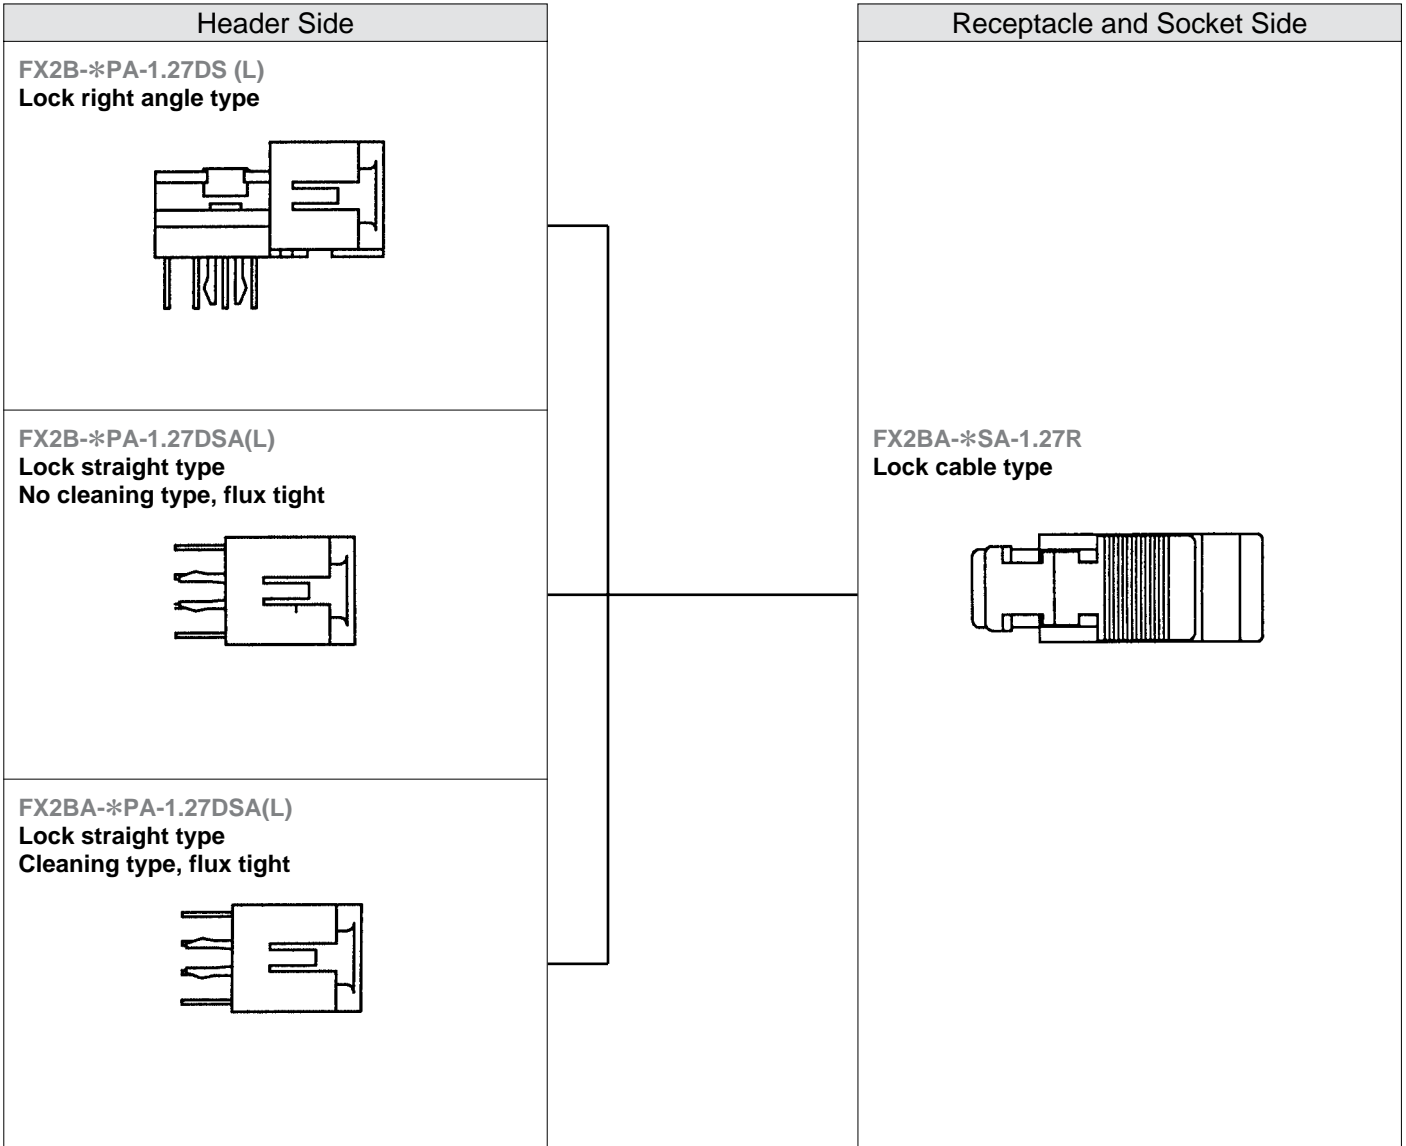 Header Side
FX2B-*PA-1.27DS (L)
Lock right angle type
FX2B-*PA-1.27DSA(L)
Lock straight type
No cleaning type, flux tight
FX2BA-*PA-1.27DSA(L)
Lock straight type
Cleaning type, flux tight
Receptacle and Socket Side
FX2BA-*SA-1.27R
Lock cable type